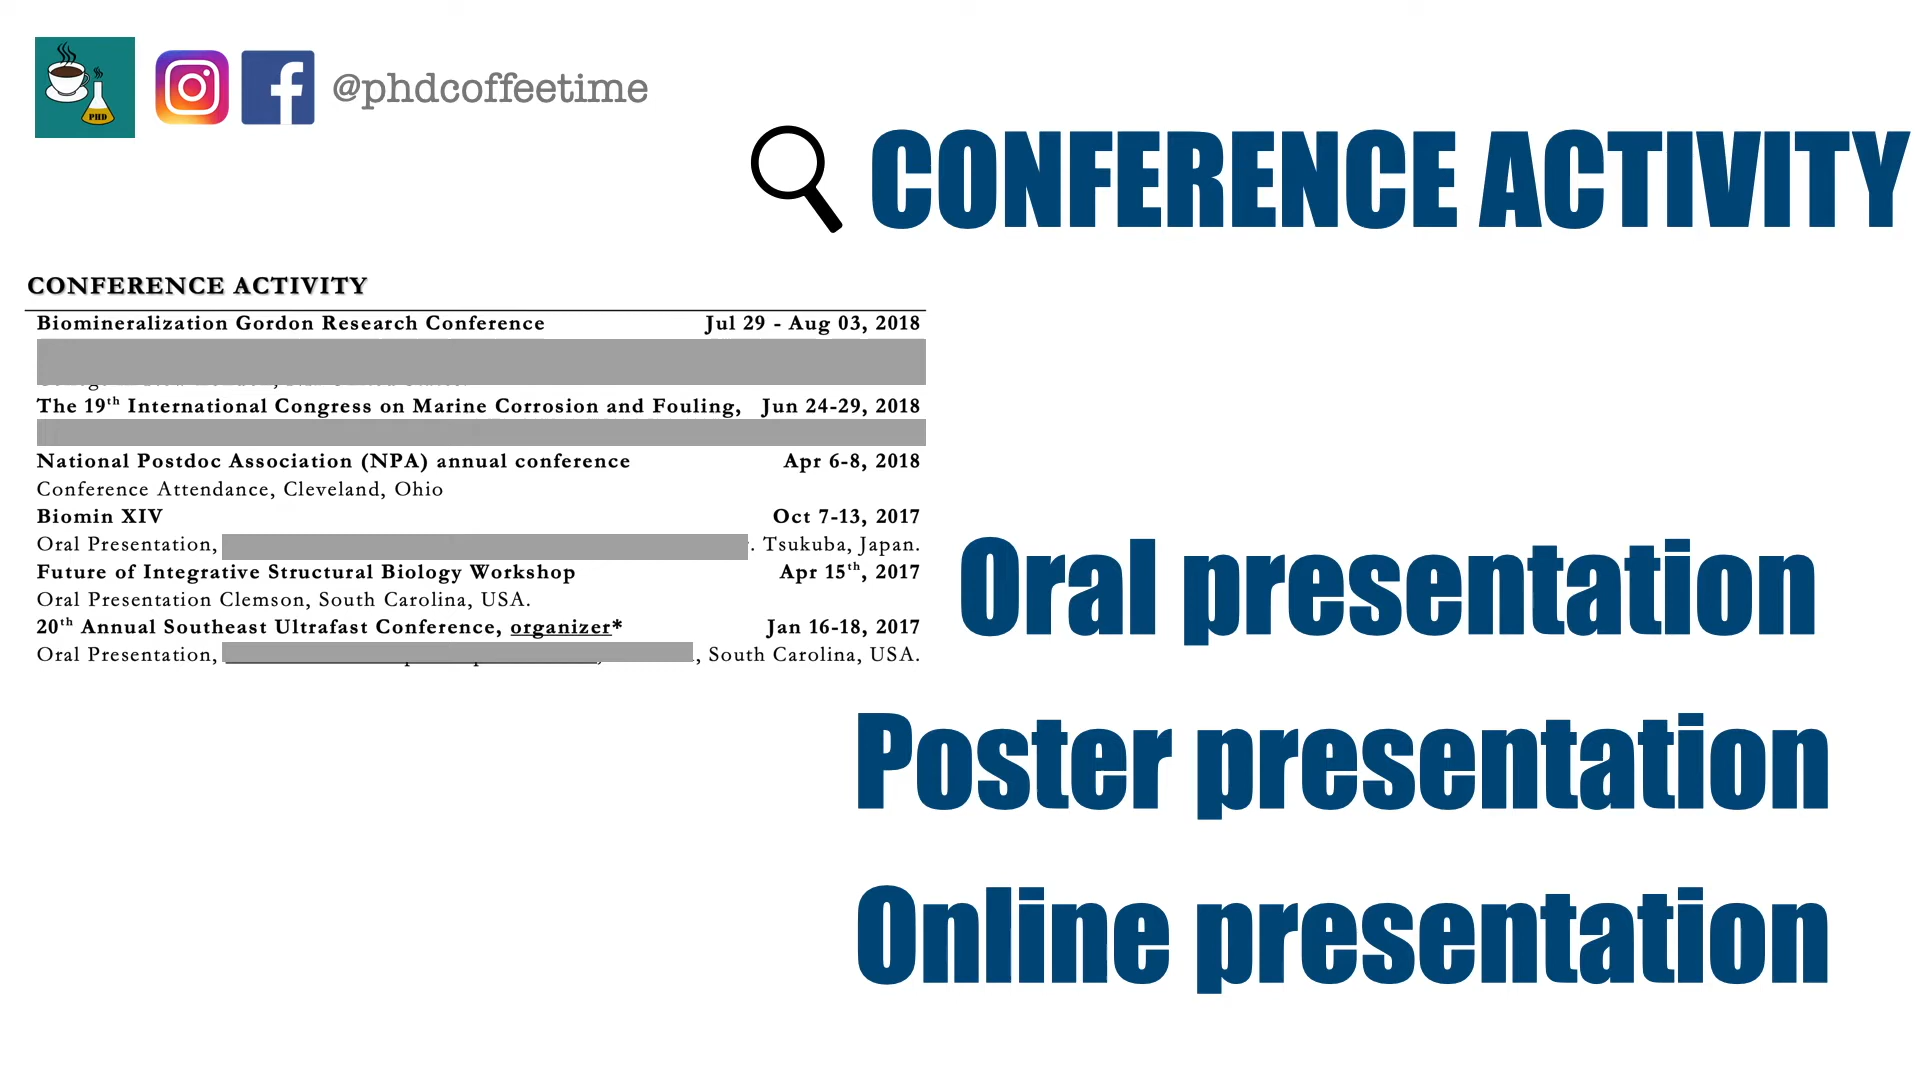 PHD
@phdcoffeetime
CONFERENCE ACTIVITY
CONFERENCE ACTIVITY
Biomineralization Gordon Research Conference Jul 29 - Aug 03, 2018
The 19th International Congress on Marine Corrosion and Fouling, Jun 24-29, 2018
National Postdoc Association (NPA) annual conference Apr 6-8, 2018
Conference Attendance, Cleveland, Ohio
Biomin XIV Oct 7-13, 2017
Oral Presentation, . Tsukuba, Japan.
Future of Integrative Structural Biology Workshop Apr 15th, 2017
Oral Presentation Clemson, South Carolina, USA.
20th Annual Southeast Ultrafast Conference, organizer* Jan 16-18, 2017
Oral Presentation, , South Carolina, USA.
Oral presentation
Poster presentation
Online presentation